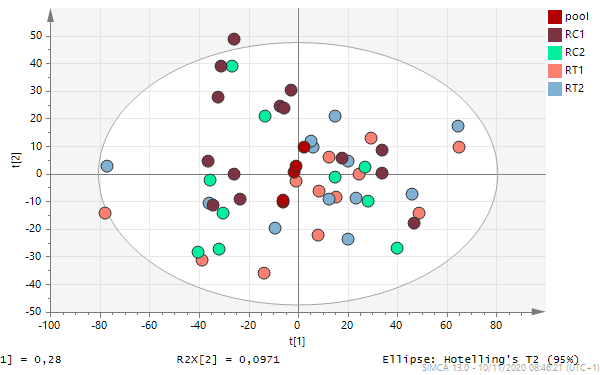 pool
RC1
RC2
RT1
RT2
t[2]
50
40
30
20
10
0
-10
-20
-30
-40
-50
-100 -80 -60 -40 -20 0 20 40 60 80
t[1]
1] = 0,28 R2X[2] = 0,0971 Ellipse: Hotelling's T2 (95%)
SIMCA 13.0 - 10/11/2020 08:46:21 (UTC+1)